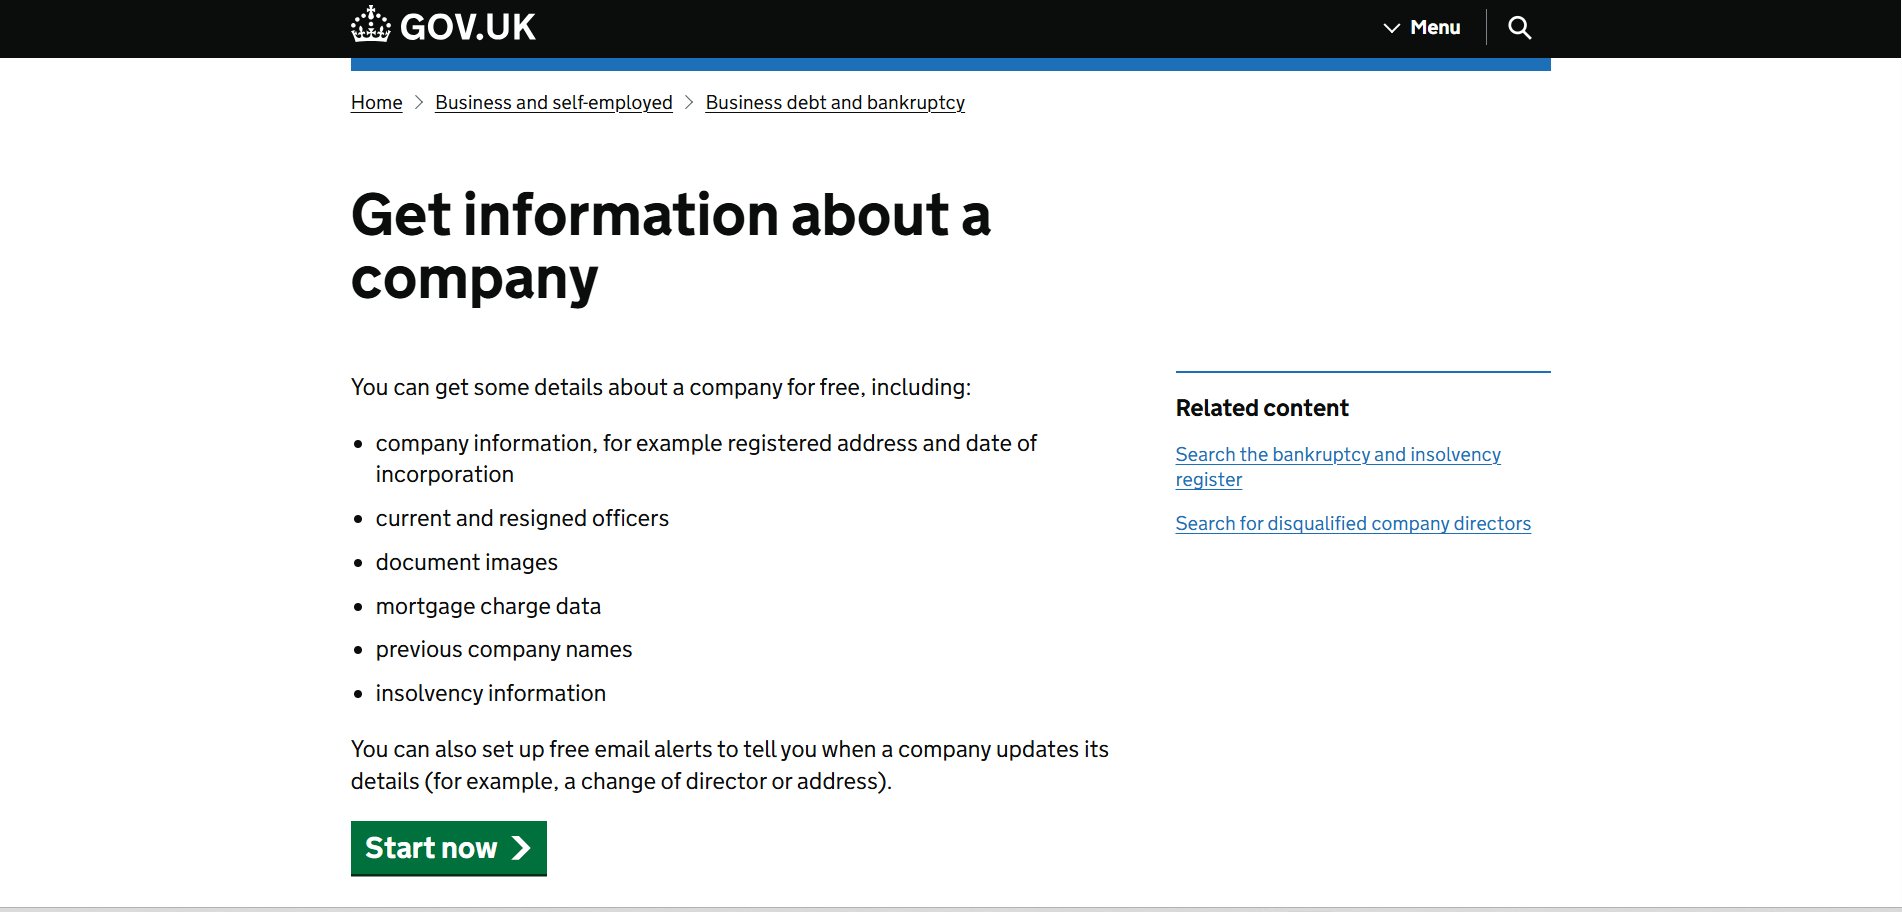 GOV.UK
Menu
Home
Business and self-employed
Business debt and bankruptcy
Get information about a
company
You can get some details about a company for free, including:
• company information, for example registered address and date of
incorporation
• current and resigned officers
• document images
• mortgage charge data
• previous company names
• insolvency information
You can also set up free email alerts to tell you when a company updates its
details (for example, a change of director or address).
Start now
Related content
Search the bankruptcy and insolvency
register
Search for disqualified company directors